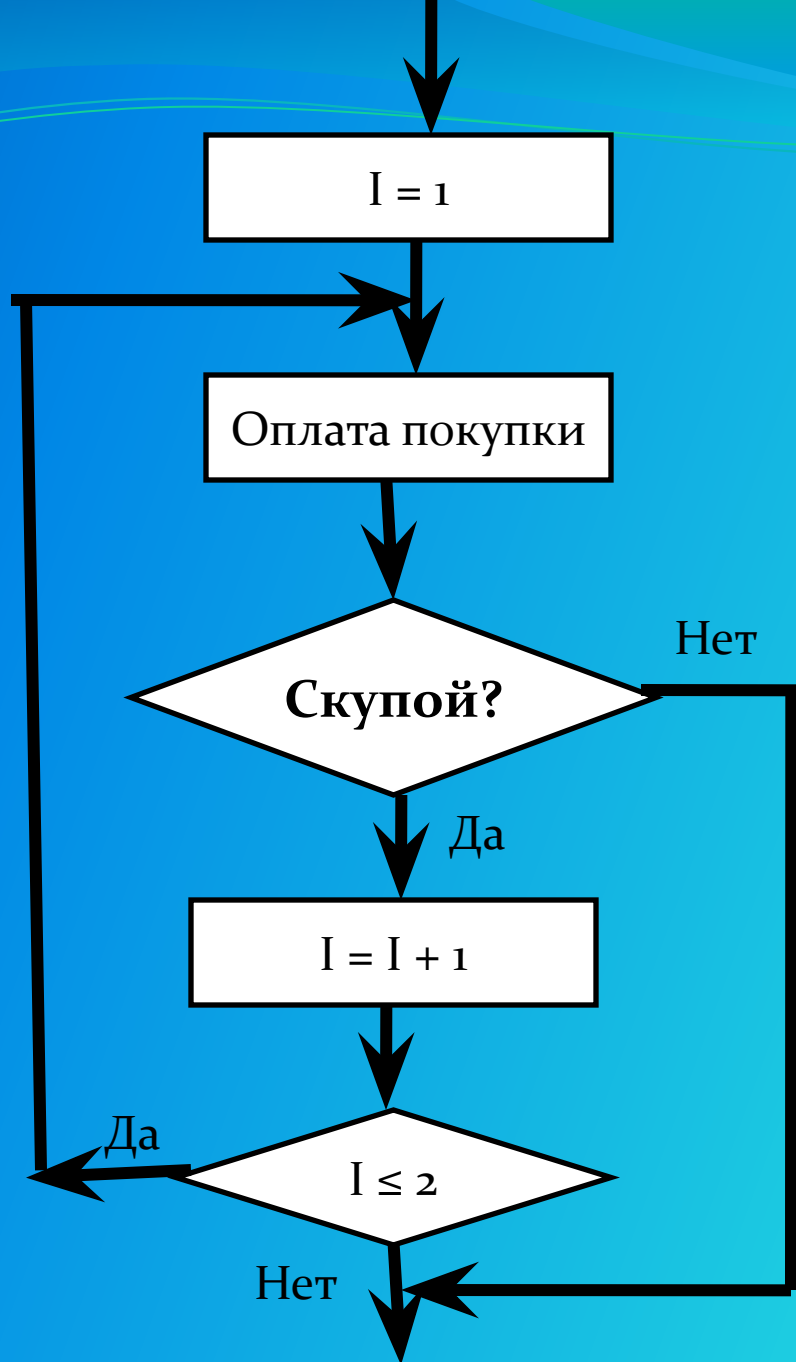 I = 1
Оплата покупки
Нет
Скупой?
Да
I = I + 1
Да
I ≤ 2
Нет